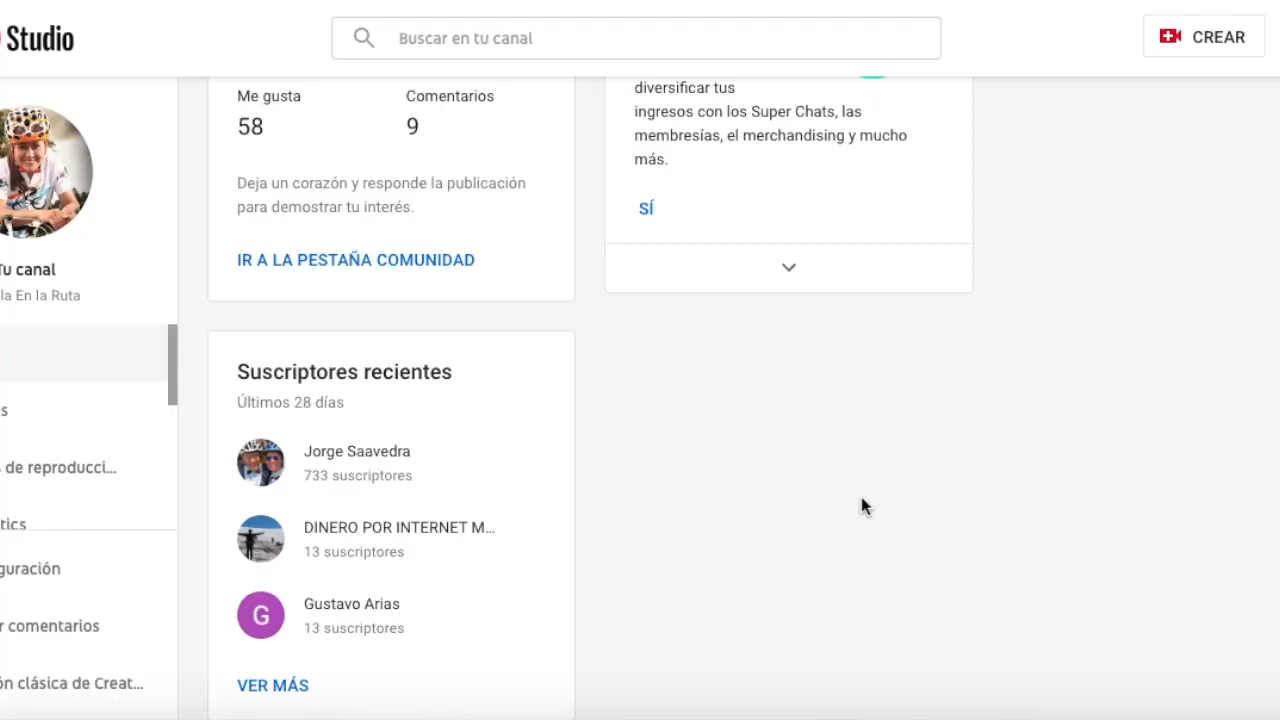 Studio
Buscar en tu canal
CREAR
Tu canal
la En la Ruta
s
de reproducci...
tics
guración
r comentarios
ón clásica de Creat...
Me gusta
Comentarios
58
9
Deja un corazón y responde la publicación
para demostrar tu interés.
IR A LA PESTAÑA COMUNIDAD
diversificar tus
ingresos con los Super Chats, las
membresías, el merchandising y mucho
más.
SÍ
Suscriptores recientes
Últimos 28 días
Jorge Saavedra
733 suscriptores
DINERO POR INTERNET M...
13 suscriptores
G
Gustavo Arias
13 suscriptores
VER MÁS